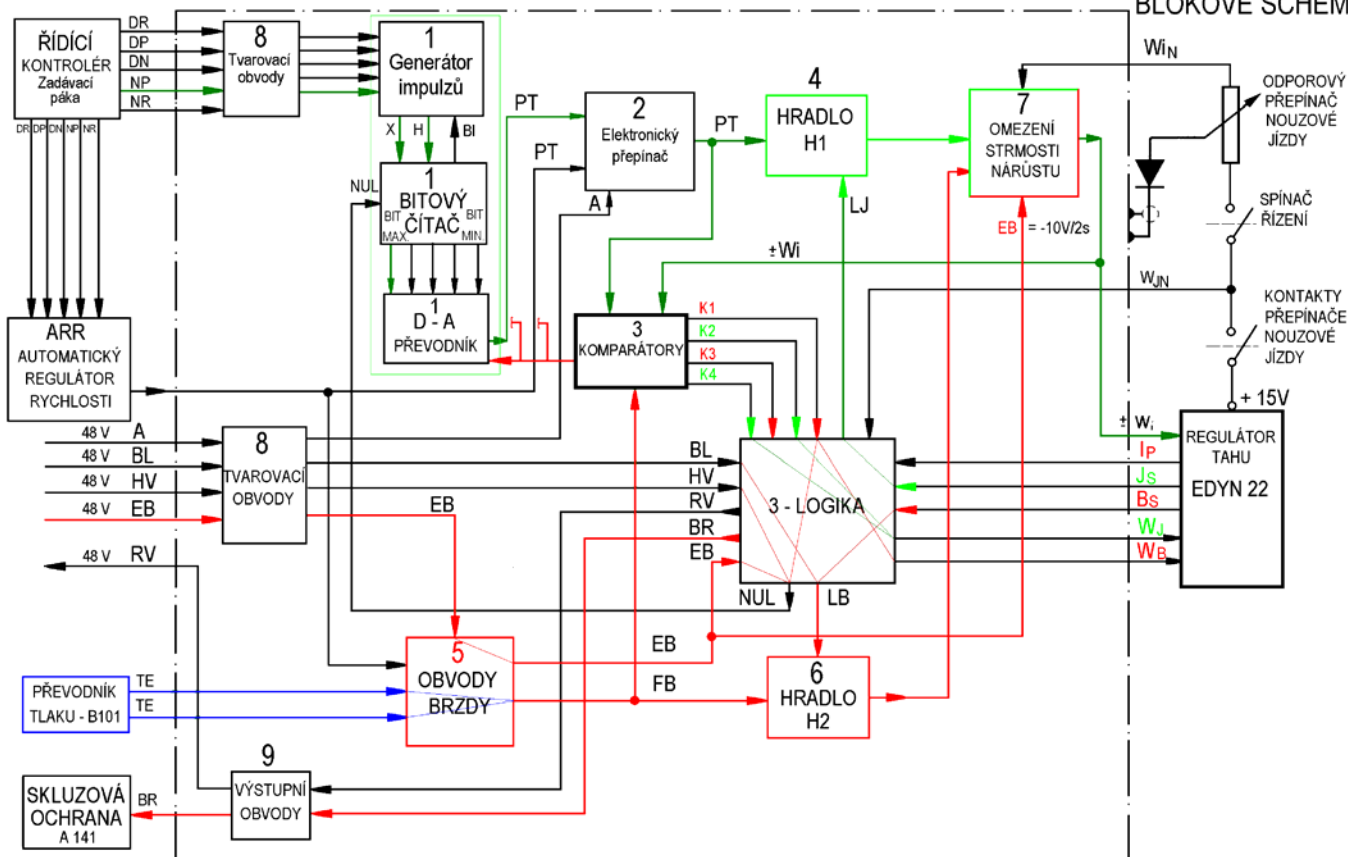 BLOKOVÉ SCHÉM
ŘÍDÍCÍ
KONTROLÉR
Zadávací
páka
DR
DP
DN
NP
NR
DR DP DN NP NR
8
Tvarovací
obvody
1
Generátor
impulzů
X H BI
1
BITOVÝ
ČÍTAČ
BIT
MAX.
BIT
MIN.
NUL
1
D - A
PŘEVODNÍK
PT
PT
2
Elektronický
přepínač
A
PT
4
HRADLO
H1
LJ
7
OMEZENÍ
STRMOSTI
NÁRŮSTU
EB = -10V/2s
WiN
ODPOROVÝ
PŘEPÍNAČ
NOUZOVÉ
JÍZDY
SPÍNAČ
ŘÍZENÍ
KONTAKTY
PŘEPÍNAČE
NOUZOVÉ
JÍZDY
+ 15V
±Wi
WJN
ARR
AUTOMATICKÝ
REGULÁTOR
RYCHLOSTI
3
KOMPARÁTORY
K1
K2
K3
K4
48 V A
48 V BL
48 V HV
48 V EB
48 V RV
8
TVAROVACÍ
OBVODY
EB
BL
HV
RV
BR
EB
3 - LOGIKA
NUL
LB
± Wi
IP
JS
BS
WJ
WB
REGULÁTOR
TAHU
EDYN 22
PŘEVODNÍK
TLAKU - B101
TE
TE
5
OBVODY
BRZDY
EB
FB
6
HRADLO
H2
SKLUZOVÁ
OCHRANA
A 141
BR
9
VÝSTUPNÍ
OBVODY